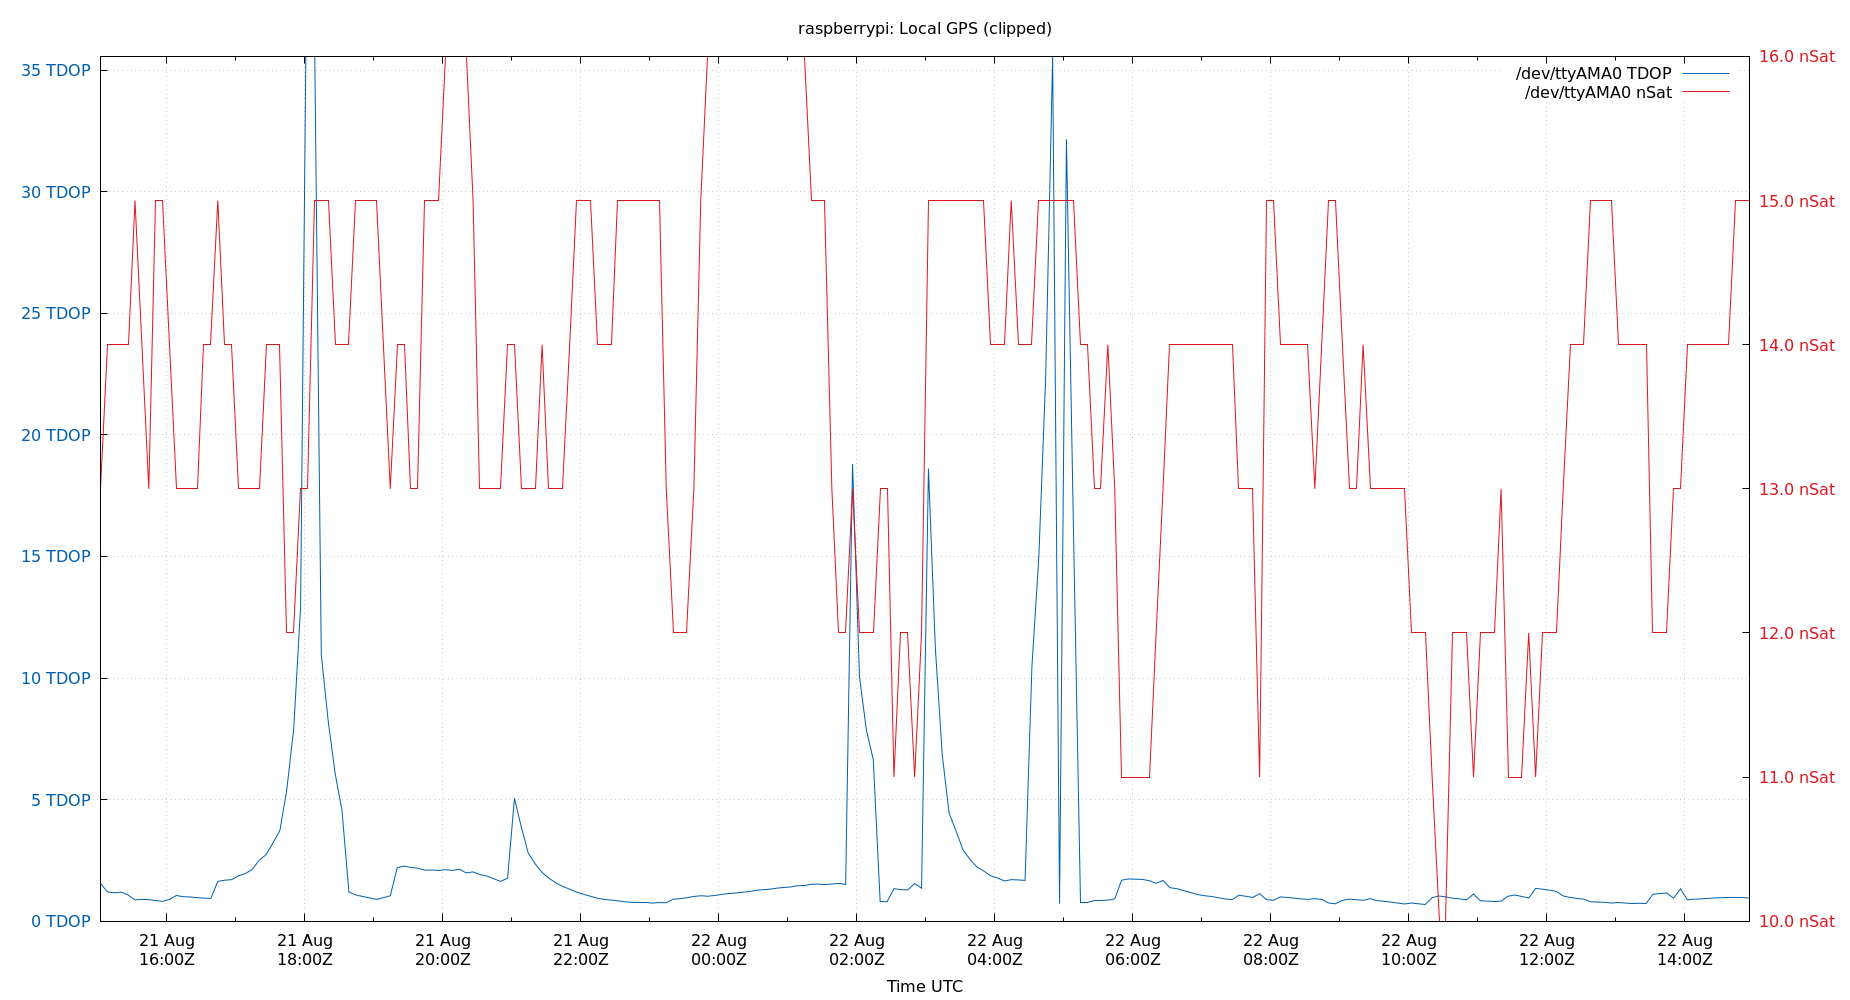 raspberrypi: Local GPS (clipped)
/dev/ttyAMA0 TDOP
/dev/ttyAMA0 nSat
35 TDOP
30 TDOP
25 TDOP
20 TDOP
15 TDOP
10 TDOP
5 TDOP
0 TDOP
16.0 nSat
15.0 nSat
14.0 nSat
13.0 nSat
12.0 nSat
11.0 nSat
10.0 nSat
21 Aug
16:00Z
21 Aug
18:00Z
21 Aug
20:00Z
21 Aug
22:00Z
22 Aug
00:00Z
22 Aug
02:00Z
22 Aug
04:00Z
22 Aug
06:00Z
22 Aug
08:00Z
22 Aug
10:00Z
22 Aug
12:00Z
22 Aug
14:00Z
Time UTC